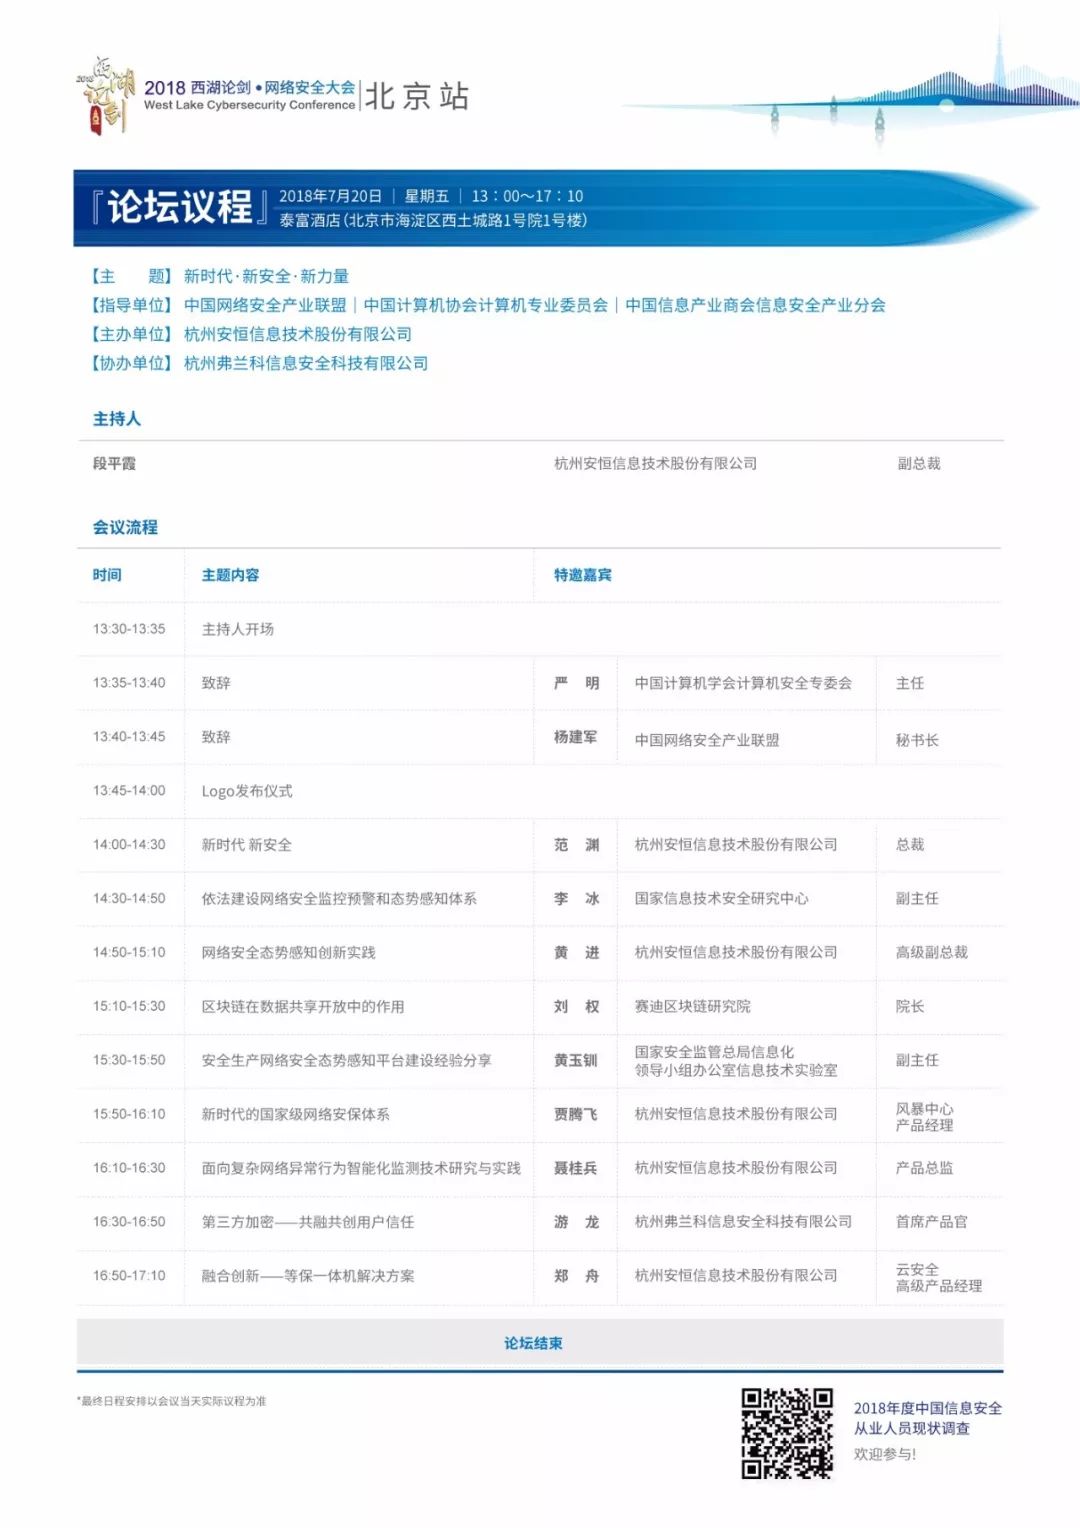 2018 西湖论剑
2018 西湖论剑•网络安全大会
West Lake Cybersecurity Conference
北京站
『论坛议程』
2018年7月20日｜星期五｜13：00～17：10
泰富酒店(北京市海淀区西土城路1号院1号楼)
【主　　题】新时代·新安全·新力量
【指导单位】中国网络安全产业联盟｜中国计算机协会计算机专业委员会｜中国信息产业商会信息安全产业分会
【主办单位】杭州安恒信息技术股份有限公司
【协办单位】杭州弗兰科信息安全科技有限公司
主持人
段平霞 杭州安恒信息技术股份有限公司 副总裁
会议流程
时间 主题内容 特邀嘉宾
13:30-13:35 主持人开场
13:35-13:40 致辞 严　明 中国计算机学会计算机安全专委会 主任
13:40-13:45 致辞 杨建军 中国网络安全产业联盟 秘书长
13:45-14:00 Logo发布仪式
14:00-14:30 新时代 新安全 范　渊 杭州安恒信息技术股份有限公司 总裁
14:30-14:50 依法建设网络安全监控预警和态势感知体系 李　冰 国家信息技术安全研究中心 副主任
14:50-15:10 网络安全态势感知创新实践 黄　进 杭州安恒信息技术股份有限公司 高级副总裁
15:10-15:30 区块链在数据共享开放中的作用 刘　权 赛迪区块链研究院 院长
15:30-15:50 安全生产网络安全态势感知平台建设经验分享 黄玉钏 国家安全监管总局信息化
领导小组办公室信息技术实验室 副主任
15:50-16:10 新时代的国家级网络安保体系 贾腾飞 杭州安恒信息技术股份有限公司 风暴中心
产品经理
16:10-16:30 面向复杂网络异常行为智能化监测技术研究与实践 聂桂兵 杭州安恒信息技术股份有限公司 产品总监
16:30-16:50 第三方加密——共融共创用户信任 游　龙 杭州弗兰科信息安全科技有限公司 首席产品官
16:50-17:10 融合创新——等保一体机解决方案 郑　舟 杭州安恒信息技术股份有限公司 云安全
高级产品经理
论坛结束
*最终日程安排以会议当天实际议程为准
2018年度中国信息安全
从业人员现状调查
欢迎参与!